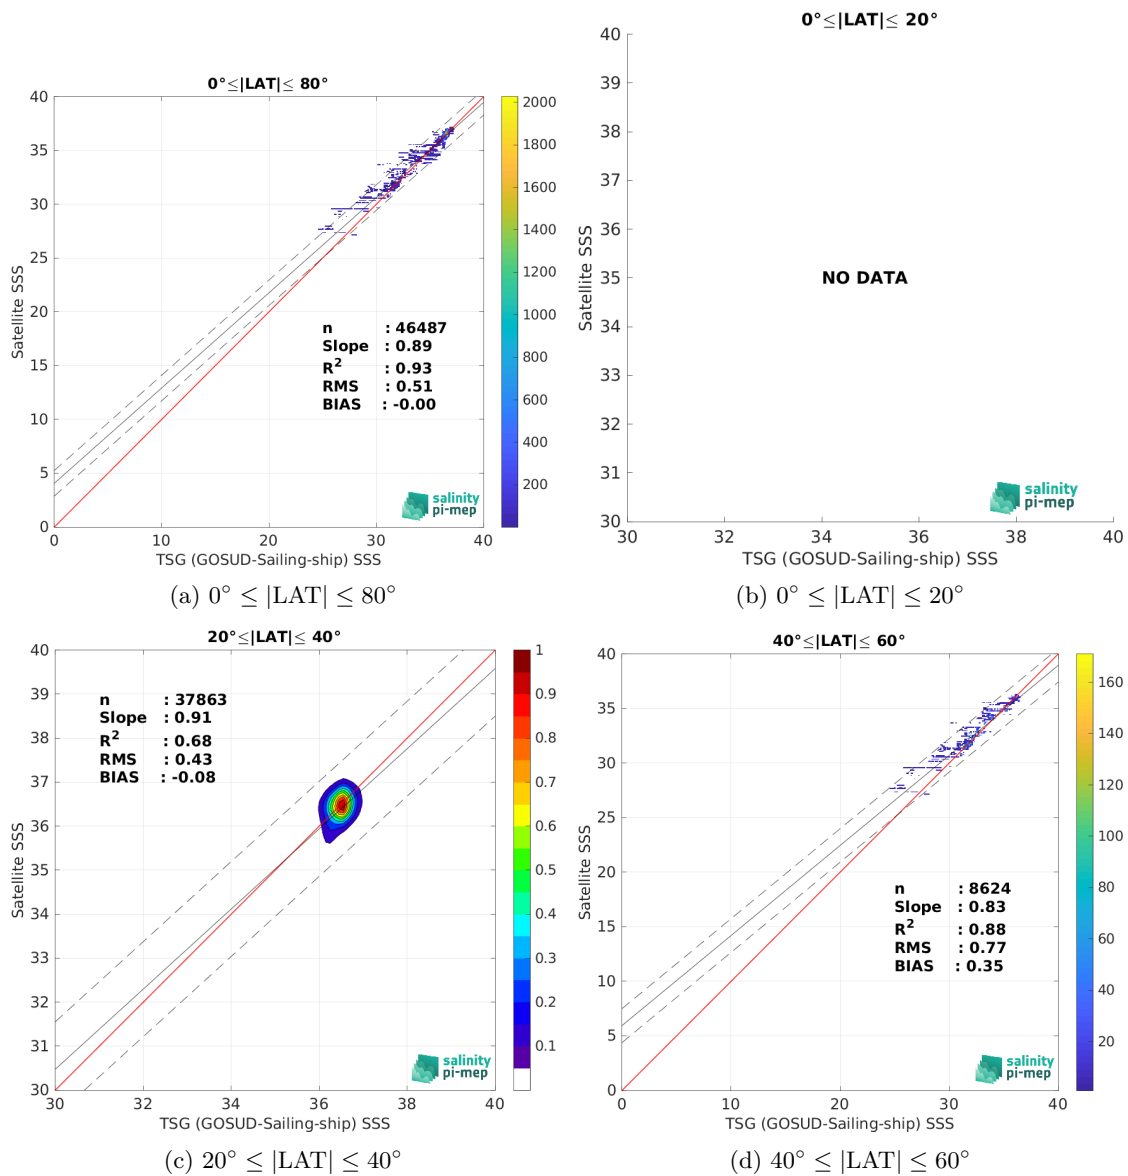 0°≤|LAT|≤ 80°
40
35
30
25
20
15
10
5
0
0
10
20
30
40
Satellite SSS
TSG (GOSUD-Sailing-ship) SSS
n : 46487
Slope : 0.89
R² : 0.93
RMS : 0.51
BIAS : -0.00
salinity
pi-mep
2000
1800
1600
1400
1200
1000
800
600
400
200
(a) 0° ≤ |LAT| ≤ 80°
0°≤|LAT|≤ 20°
40
39
38
37
36
35
34
33
32
31
30
30
32
34
36
38
40
Satellite SSS
TSG (GOSUD-Sailing-ship) SSS
NO DATA
salinity
pi-mep
(b) 0° ≤ |LAT| ≤ 20°
20°≤|LAT|≤ 40°
40
39
38
37
36
35
34
33
32
31
30
30
32
34
36
38
40
Satellite SSS
TSG (GOSUD-Sailing-ship) SSS
n : 37863
Slope : 0.91
R² : 0.68
RMS : 0.43
BIAS : -0.08
salinity
pi-mep
1
0.9
0.8
0.7
0.6
0.5
0.4
0.3
0.2
0.1
(c) 20° ≤ |LAT| ≤ 40°
40°≤|LAT|≤ 60°
40
35
30
25
20
15
10
5
0
0
10
20
30
40
Satellite SSS
TSG (GOSUD-Sailing-ship) SSS
n : 8624
Slope : 0.83
R² : 0.88
RMS : 0.77
BIAS : 0.35
salinity
pi-mep
160
140
120
100
80
60
40
20
(d) 40° ≤ |LAT| ≤ 60°